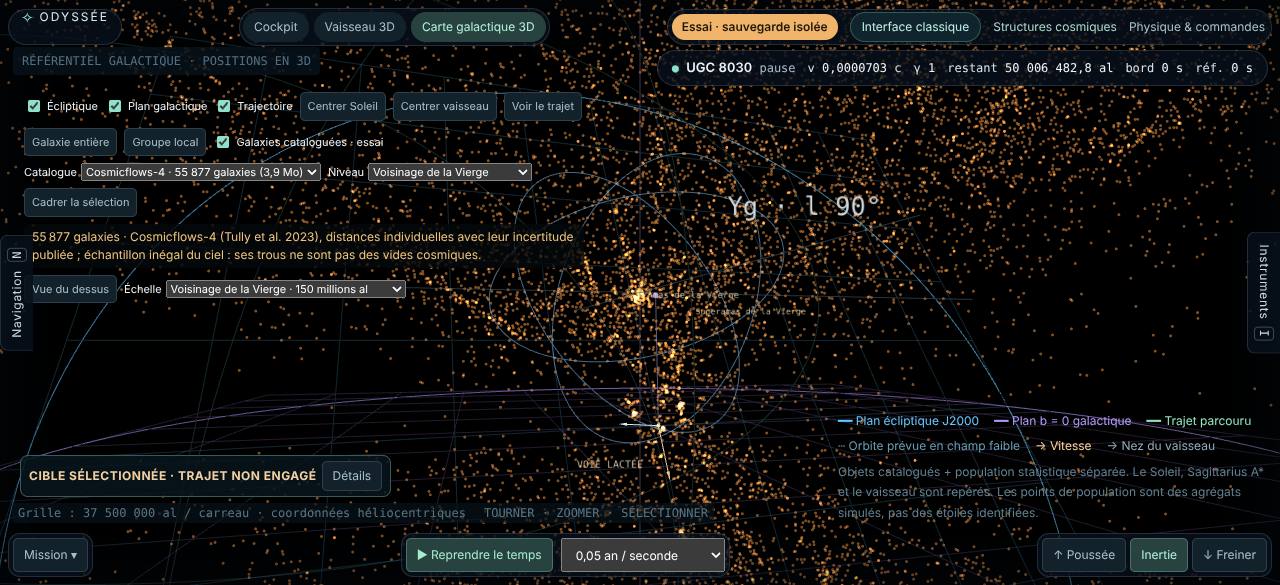 ✧ ODYSSÉE
Cockpit Vaisseau 3D Carte galactique 3D
Essai · sauvegarde isolée Interface classique Structures cosmiques Physique & commandes
RÉFÉRENTIEL GALACTIQUE · POSITIONS EN 3D
UGC 8030 pause v 0,0000703 c γ 1 restant 50 006 482,8 al bord 0 s réf. 0 s
Écliptique Plan galactique Trajectoire Centrer Soleil Centrer vaisseau Voir le trajet
Galaxie entière Groupe local Galaxies cataloguées · essai
Catalogue Cosmicflows-4 · 55 877 galaxies (3,9 Mo) Niveau Voisinage de la Vierge
Cadrer la sélection
Yg · l 90°
55 877 galaxies · Cosmicflows-4 (Tully et al. 2023), distances individuelles avec leur incertitude
publiée ; échantillon inégal du ciel : ses trous ne sont pas des vides cosmiques.
Navigation N
Instruments I
Vue du dessus Échelle Voisinage de la Vierge · 150 millions al
de la Vierge
Superamas de la Vierge
Plan écliptique J2000 Plan b = 0 galactique Trajet parcouru
Orbite prévue en champ faible → Vitesse → Nez du vaisseau
VOIE LACTÉE
Objets catalogués + population statistique séparée. Le Soleil, Sagittarius A*
et le vaisseau sont repérés. Les points de population sont des agrégats
simulés, pas des étoiles identifiées.
CIBLE SÉLECTIONNÉE · TRAJET NON ENGAGÉ Détails
Grille : 37 500 000 al / carreau · coordonnées héliocentriques TOURNER · ZOOMER · SÉLECTIONNER
Mission ▾ ▶ Reprendre le temps 0,05 an / seconde ↑ Poussée Inertie ↓ Freiner